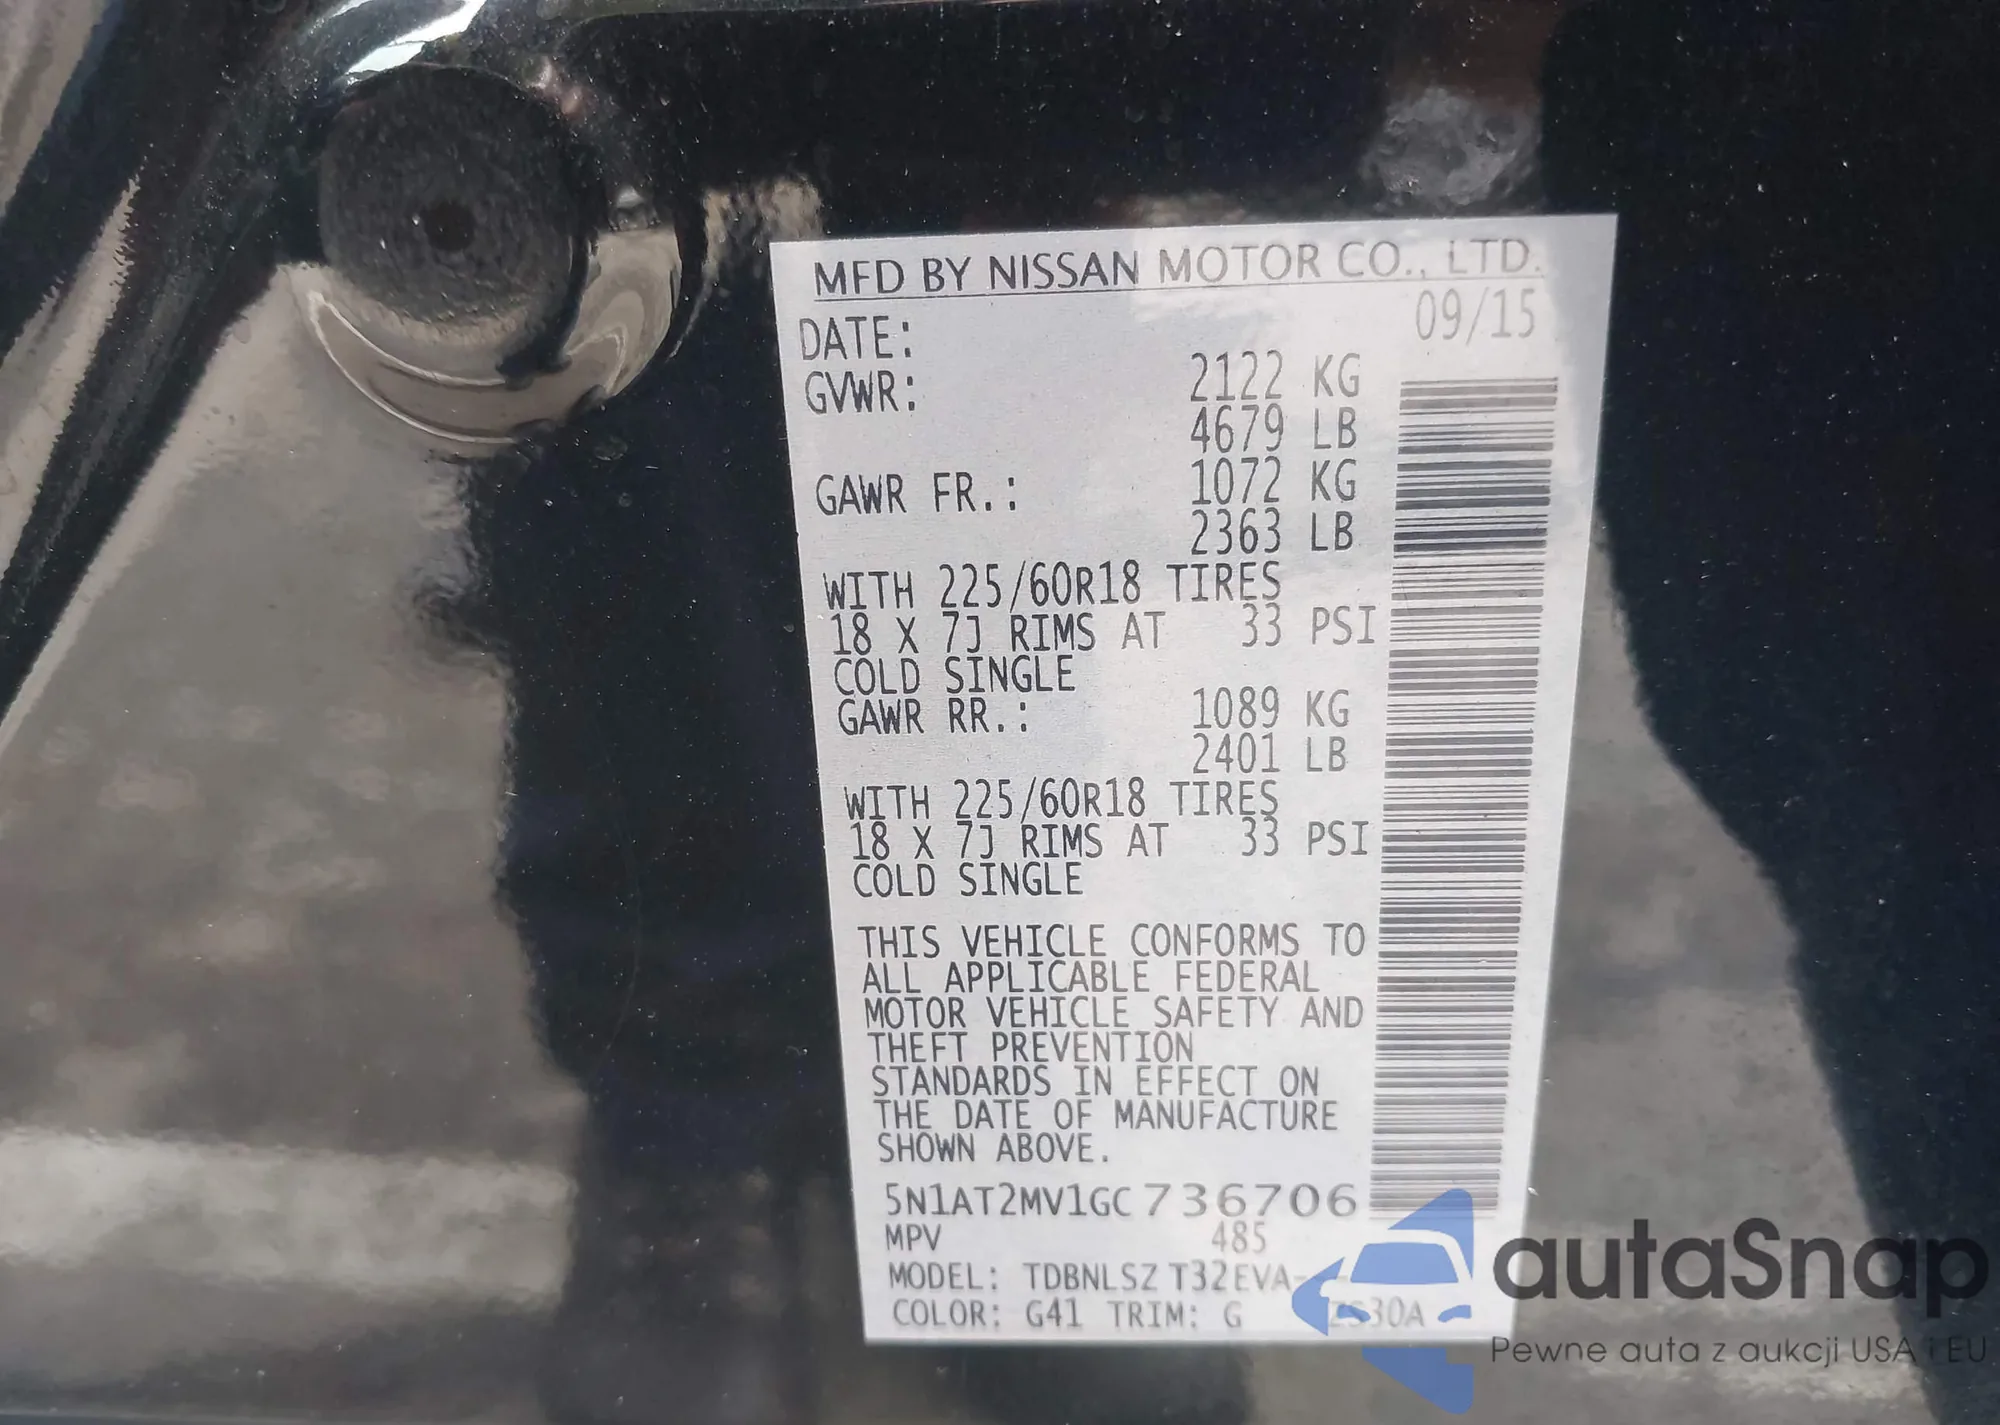 MFD BY NISSAN MOTOR CO., LTD.
DATE: 09/15
GVWR: 2122 KG
4679 LB
GAWR FR.: 1072 KG
2363 LB
WITH 225/60R18 TIRES
18 X 7J RIMS AT 33 PSI
COLD SINGLE
GAWR RR.: 1089 KG
2401 LB
WITH 225/60R18 TIRES
18 X 7J RIMS AT 33 PSI
COLD SINGLE
THIS VEHICLE CONFORMS TO
ALL APPLICABLE FEDERAL
MOTOR VEHICLE SAFETY AND
THEFT PREVENTION
STANDARDS IN EFFECT ON
THE DATE OF MANUFACTURE
SHOWN ABOVE.
5N1AT2MV1GC736706
MPV 485
MODEL: TDBNLSZ T32EVA-
COLOR: G41 TRIM: G
autaSnap
Pewne auta z aukcji USA i EU